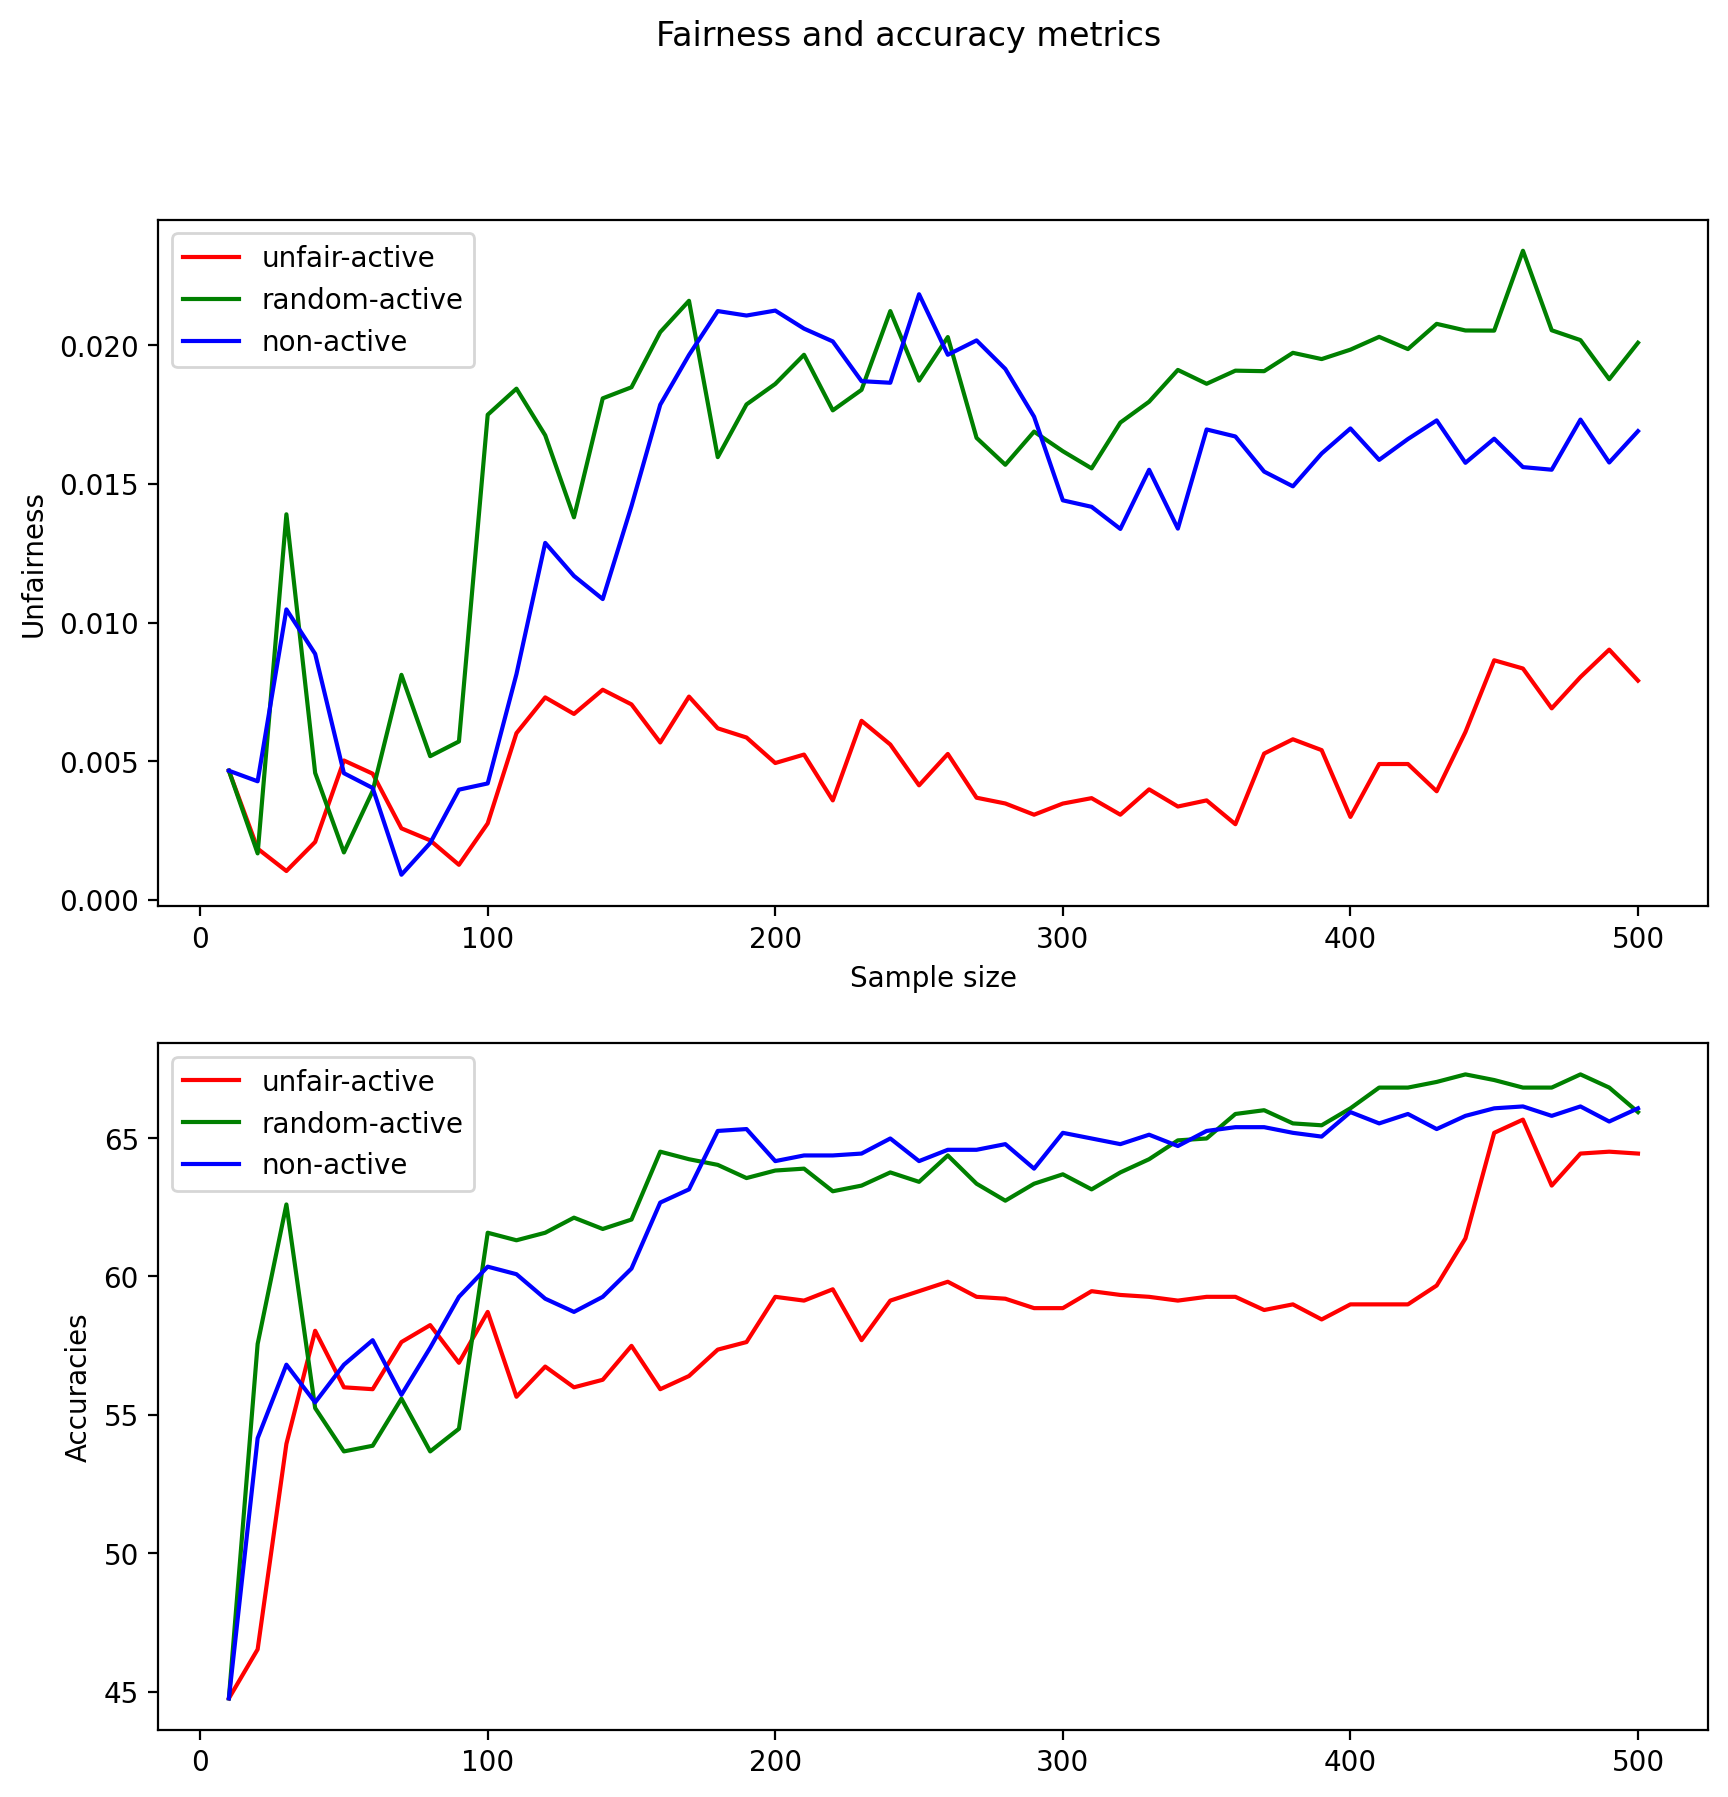 Fairness and accuracy metrics
unfair-active
random-active
non-active
0.020
0.015
0.010
0.005
0.000
Unfairness
0 100 200 300 400 500
Sample size
unfair-active
random-active
non-active
65
60
55
50
45
Accuracies
0 100 200 300 400 500